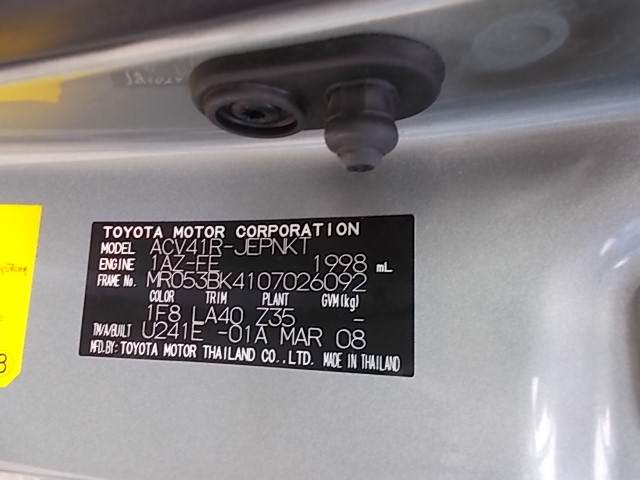 TOYOTA MOTOR CORPORATION
MODEL ACV41R-JEPNKT
ENGINE 1AZ-FE 1998 mL
FRAME No. MR053BK4107026092
COLOR TRIM PLANT GVM(kg)
1F8 LA40 Z35 –
TM/A/BUILT U241E -01A MAR 08
MFD.BY: TOYOTA MOTOR THAILAND CO.,LTD. MADE IN THAILAND